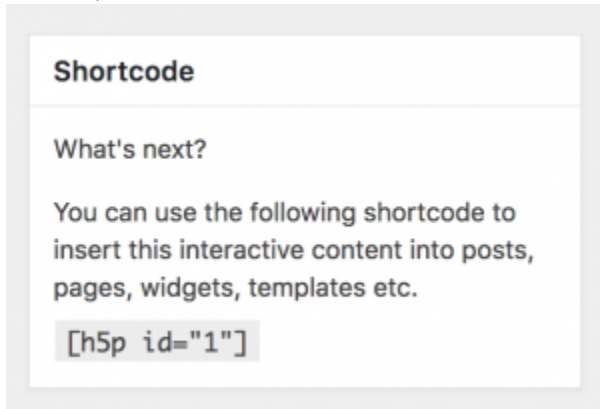 Shortcode
What's next?
You can use the following shortcode to
insert this interactive content into posts,
pages, widgets, templates etc.
[h5p id="1"]